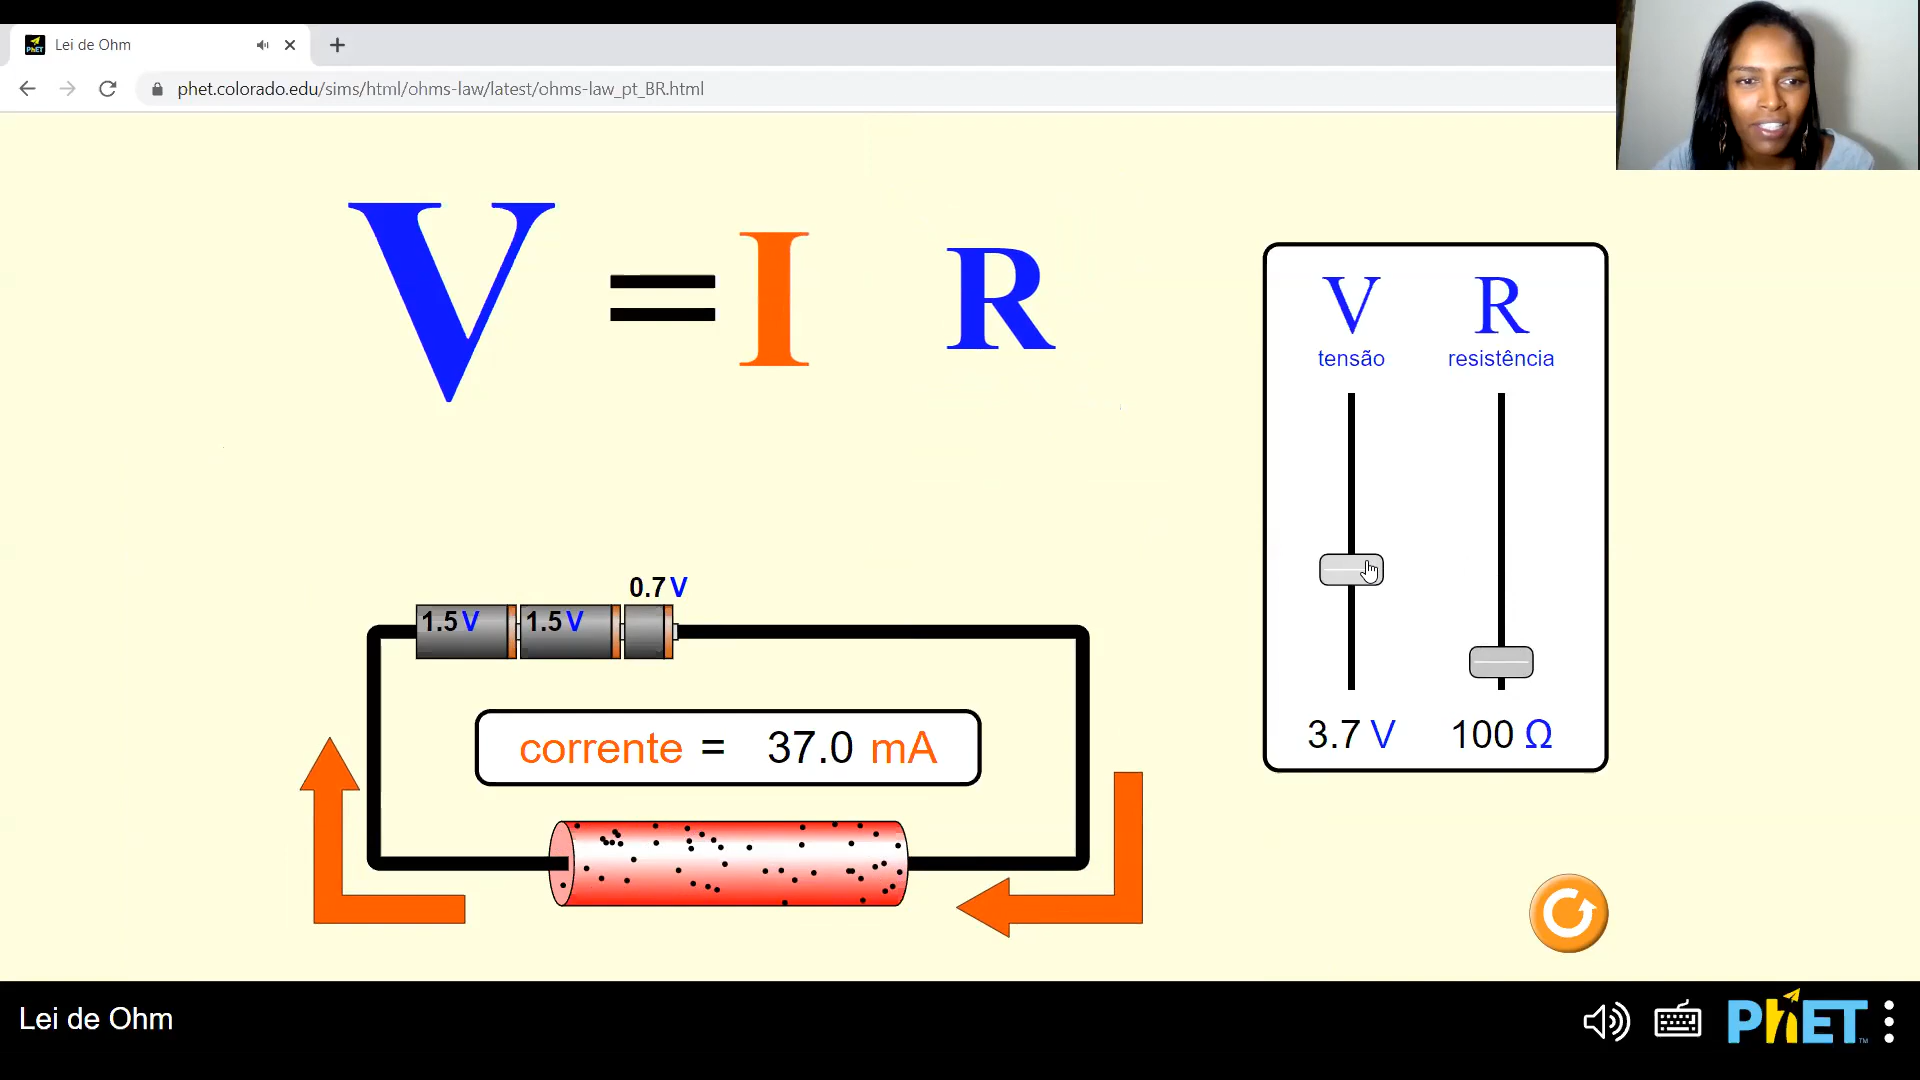 Lei de Ohm
phet.colorado.edu/sims/html/ohms-law/latest/ohms-law_pt_BR.html
V = I R
V R
tensão resistência
3.7 V 100 Ω
0.7 V
1.5 V 1.5 V
corrente = 37.0 mA
Lei de Ohm
PhET™